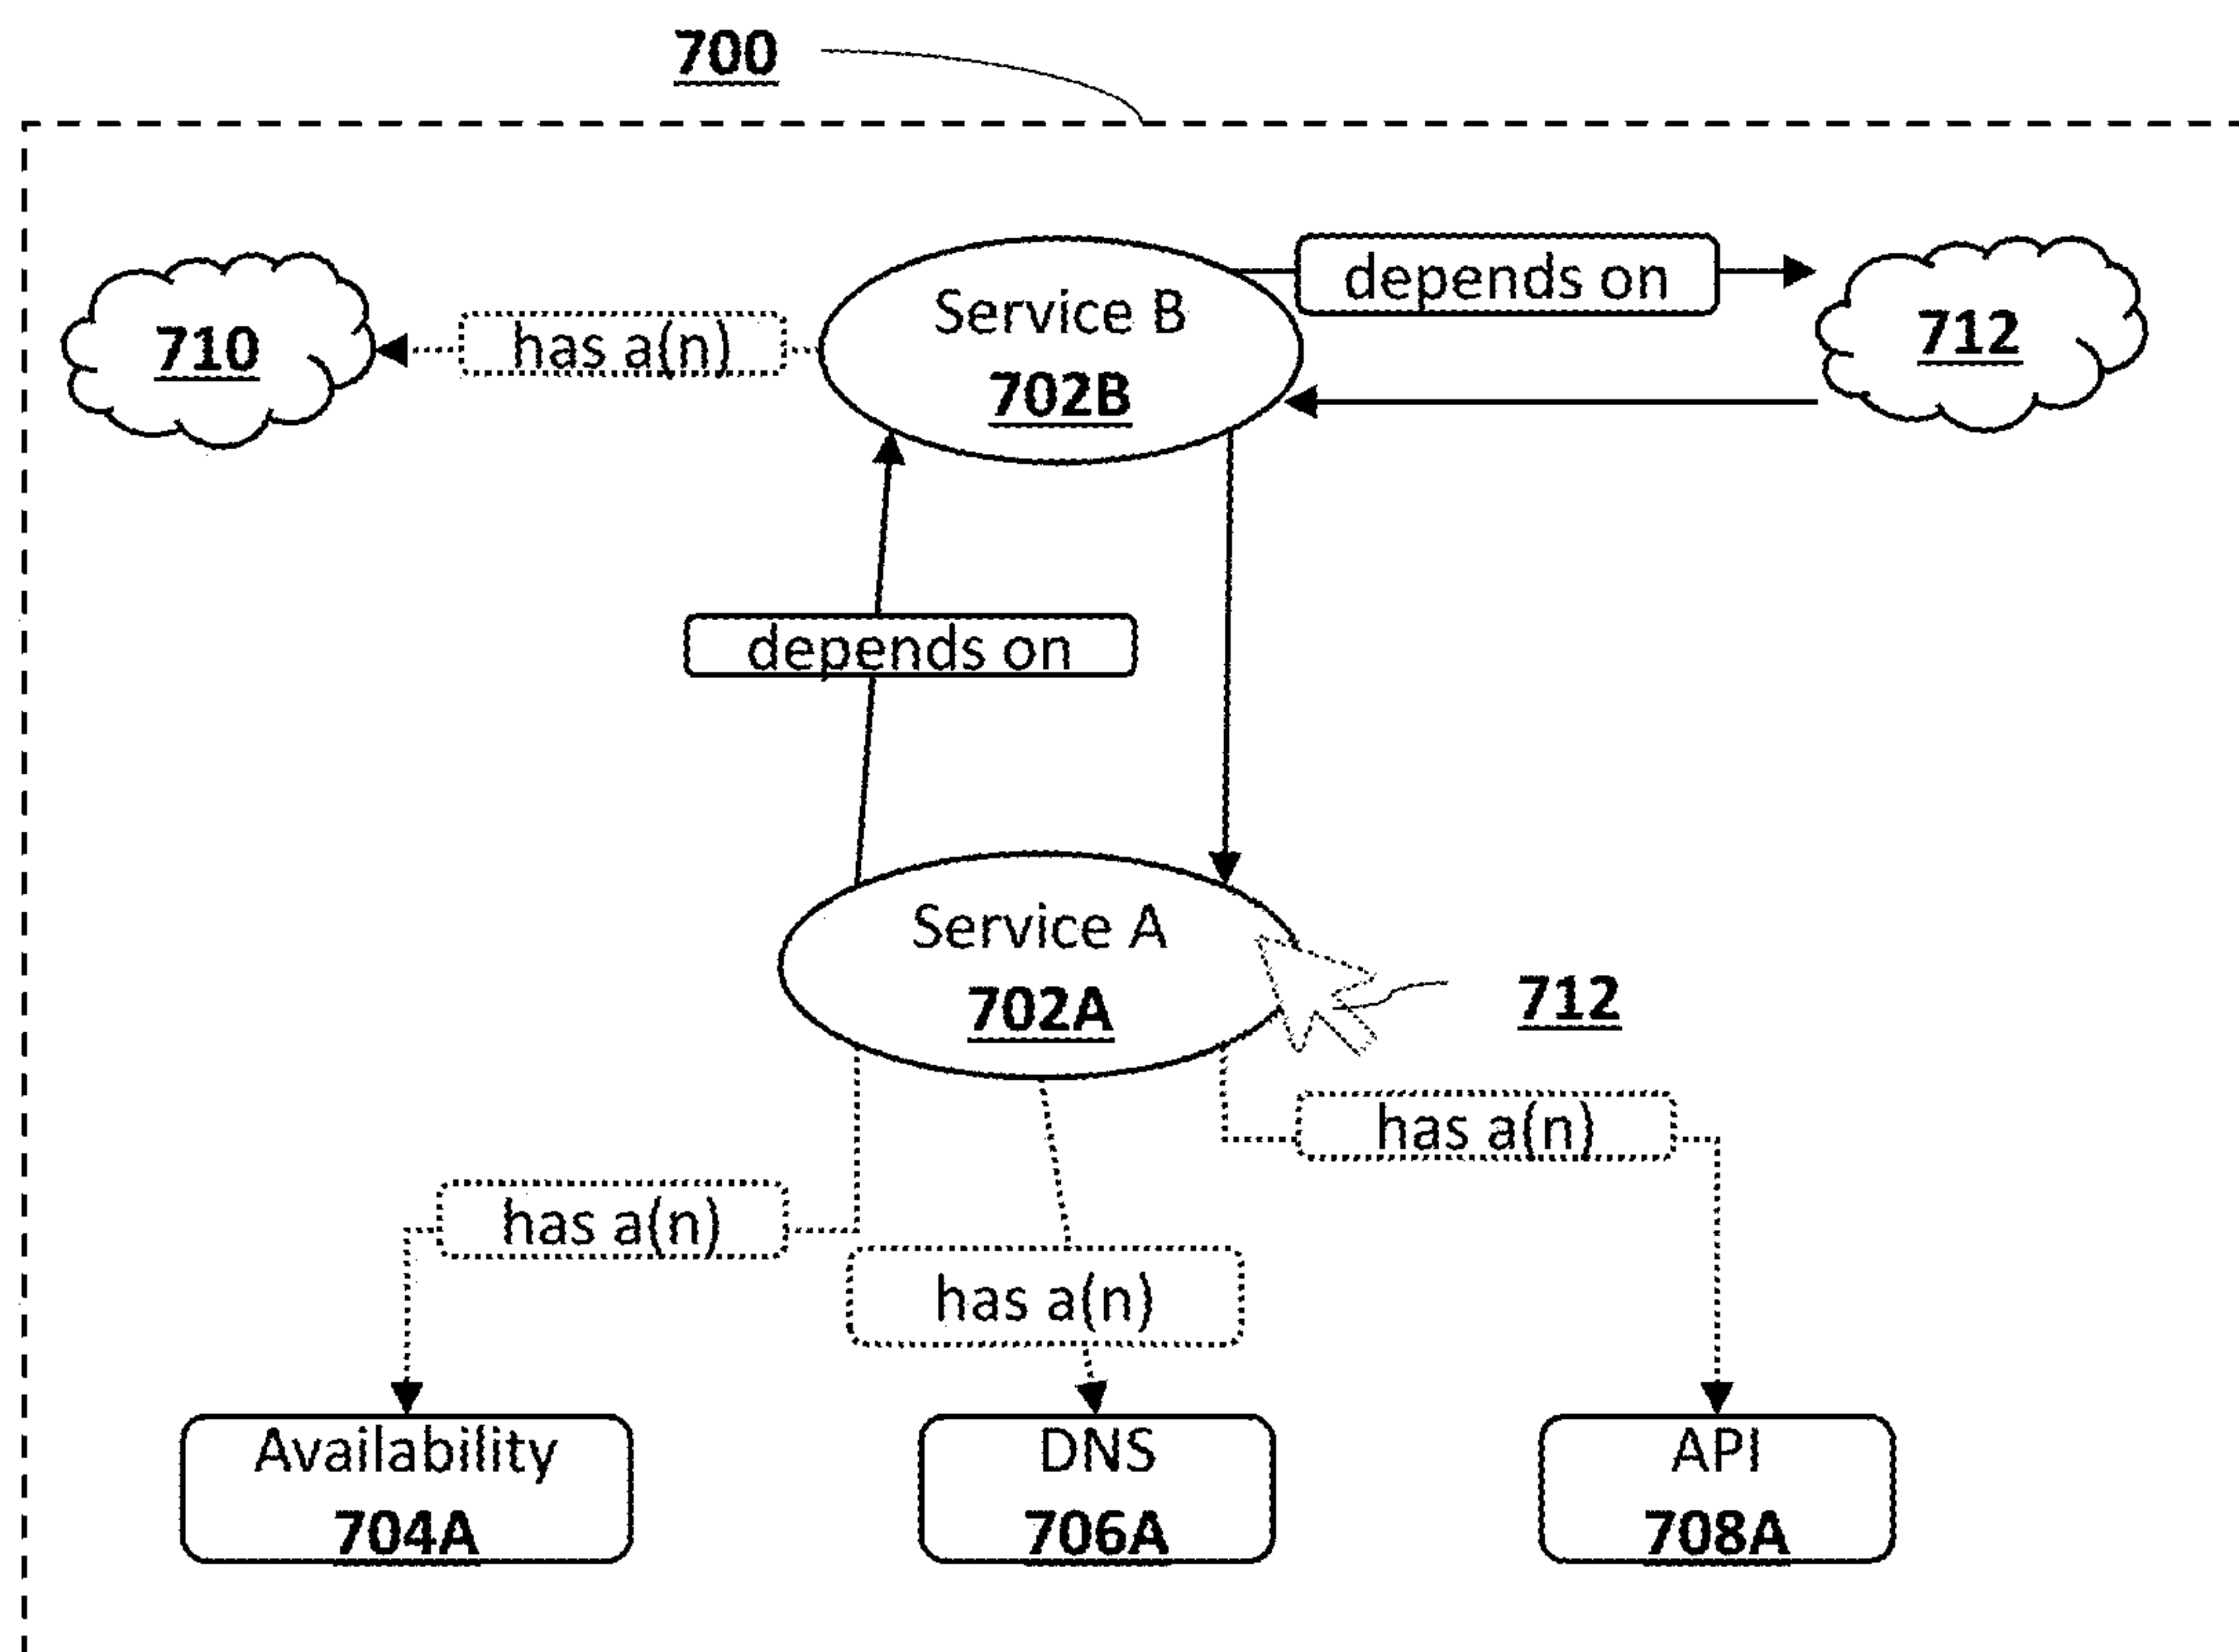 700
depends on
Service B
710
has a(n)
712
702B
depends on
Service A
702A
712
has a(n)
has a(n)
has a(n)
Availability
704A
DNS
706A
API
708A